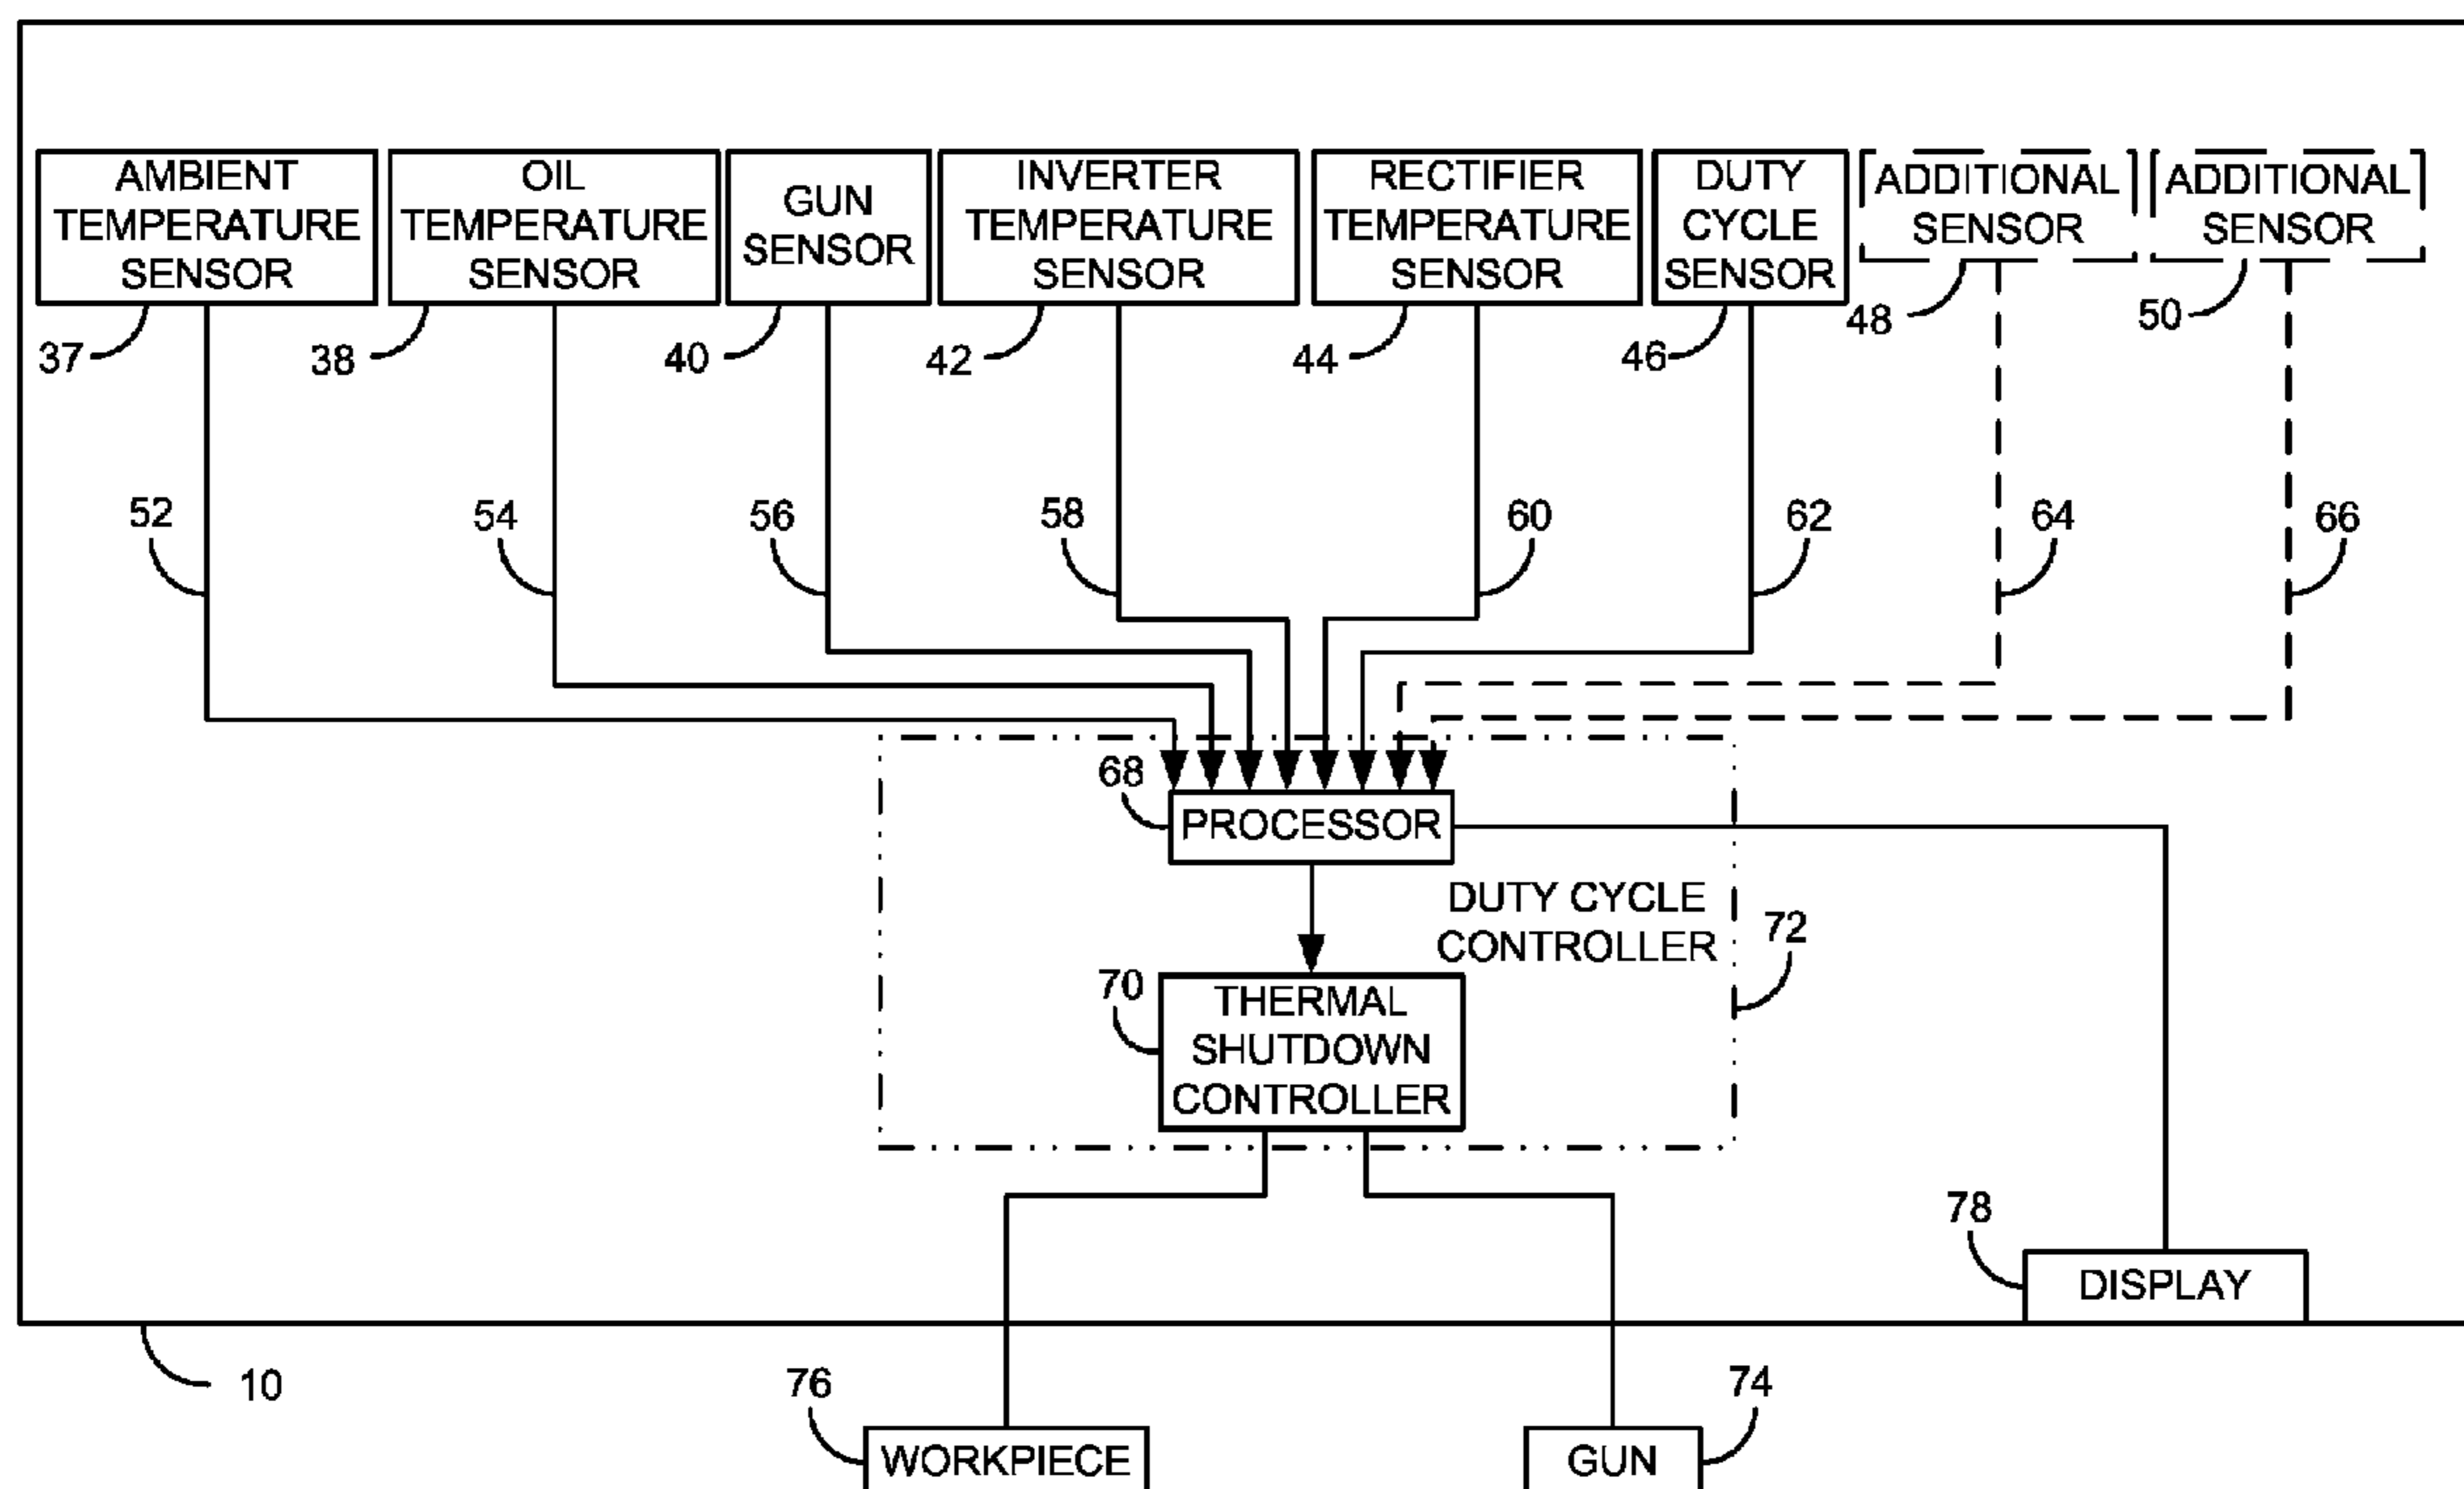 AMBIENT
TEMPERATURE
SENSOR
OIL
TEMPERATURE
SENSOR
GUN
SENSOR
INVERTER
TEMPERATURE
SENSOR
RECTIFIER
TEMPERATURE
SENSOR
DUTY
CYCLE
SENSOR
ADDITIONAL
SENSOR
ADDITIONAL
SENSOR
37
38
40
42
44
46
48
50
52
54
56
58
60
62
64
66
68
PROCESSOR
DUTY CYCLE
CONTROLLER
72
70
THERMAL
SHUTDOWN
CONTROLLER
78
DISPLAY
10
76
WORKPIECE
74
GUN